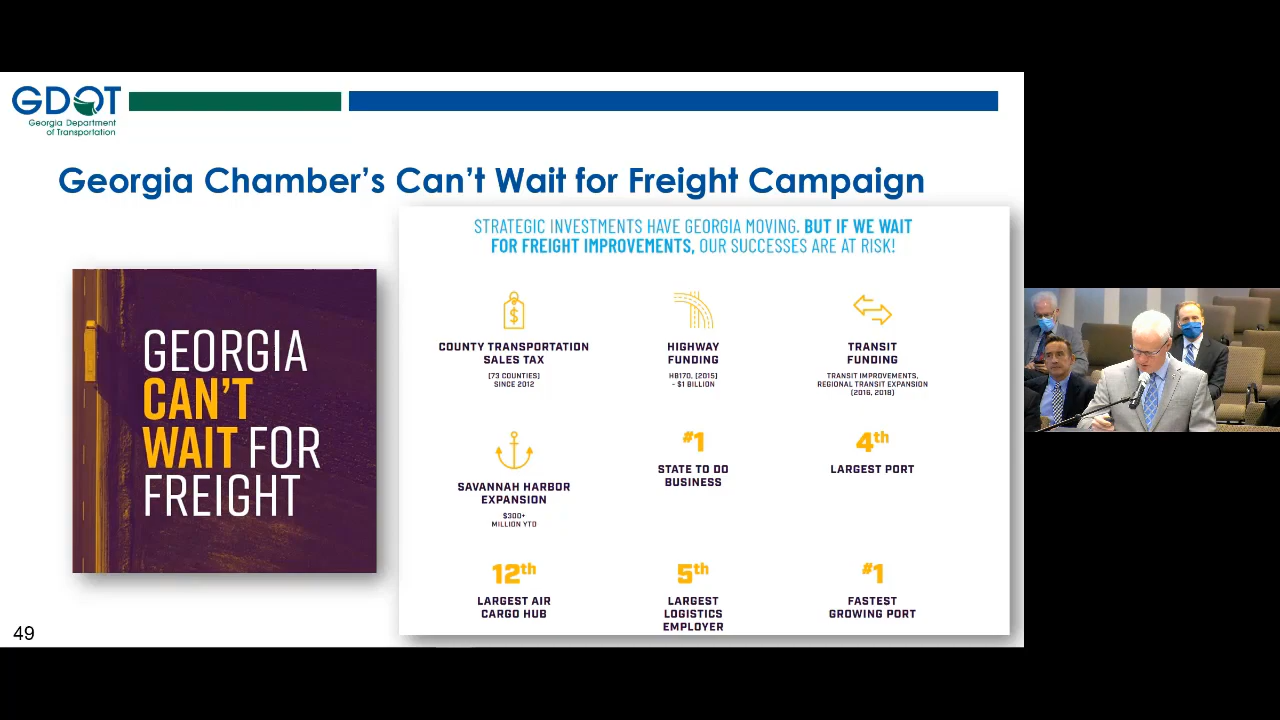 GDOT
Georgia Department
of Transportation
Georgia Chamber's Can't Wait for Freight Campaign
GEORGIA
CAN'T
WAIT FOR
FREIGHT
STRATEGIC INVESTMENTS HAVE GEORGIA MOVING. BUT IF WE WAIT
FOR FREIGHT IMPROVEMENTS, OUR SUCCESSES ARE AT RISK!
COUNTY TRANSPORTATION
SALES TAX
(73 COUNTIES)
SINCE 2012
HIGHWAY
FUNDING
HB170, (2015)
~ $1 BILLION
TRANSIT
FUNDING
TRANSIT IMPROVEMENTS,
REGIONAL TRANSIT EXPANSION
(2016, 2018)
SAVANNAH HARBOR
EXPANSION
$300+
MILLION YTD
#1
STATE TO DO
BUSINESS
4th
LARGEST PORT
12th
LARGEST AIR
CARGO HUB
5th
LARGEST
LOGISTICS
EMPLOYER
#1
FASTEST
GROWING PORT
49